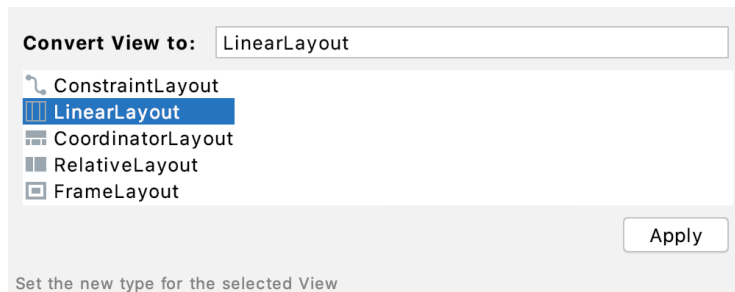 Convert View to: LinearLayout
ConstraintLayout
LinearLayout
CoordinatorLayout
RelativeLayout
FrameLayout
Apply
Set the new type for the selected View